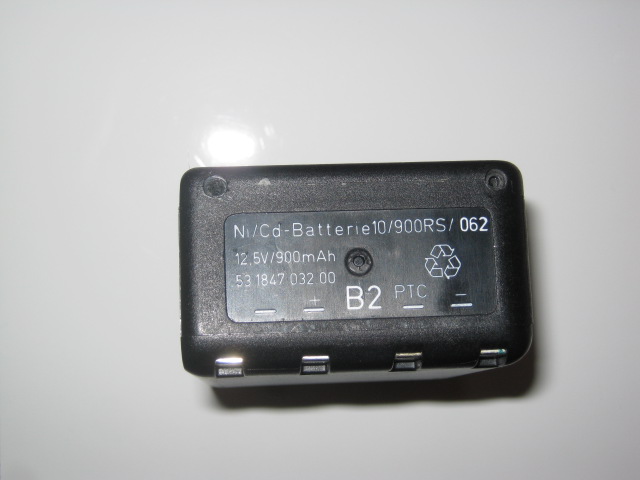 Ni/Cd-Batterie10/900RS/ 062
12,5V/900mAh
53 1847 032 00
— + B2 PTC — —